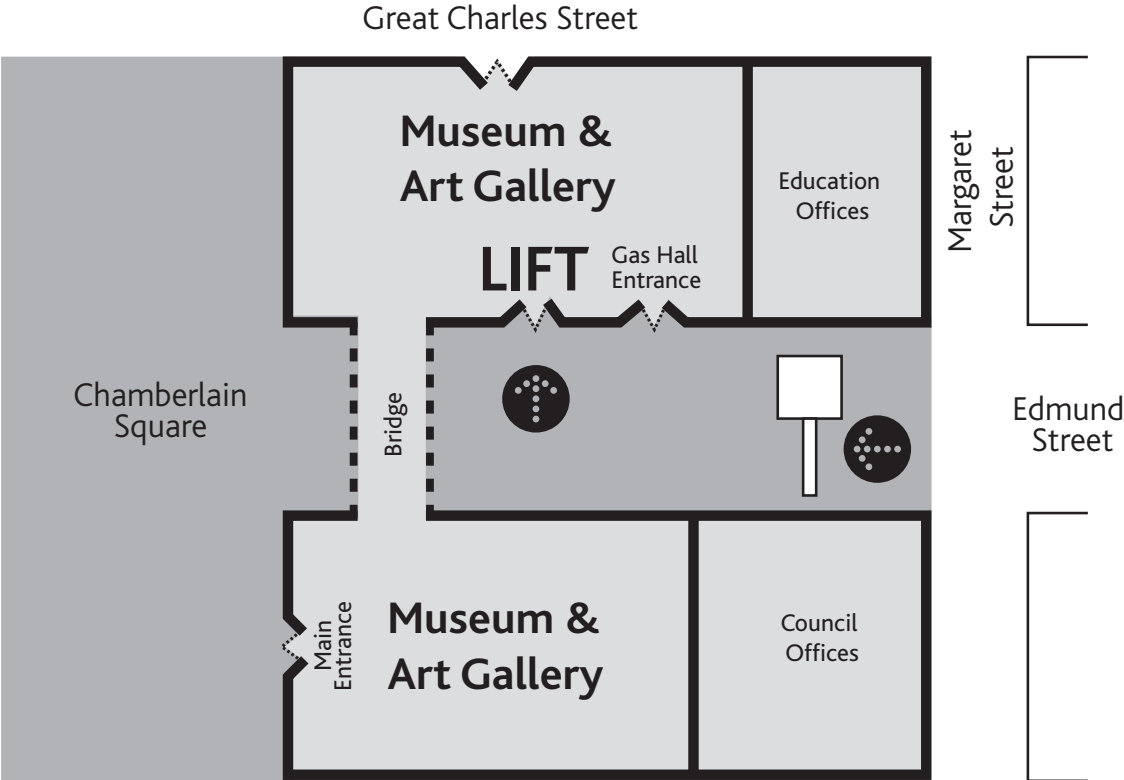 Great Charles Street
Museum &
Art Gallery
Education
Offices
Margaret
Street
LIFT
Gas Hall
Entrance
Chamberlain
Square
Bridge
Edmund
Street
Main
Entrance
Museum &
Art Gallery
Council
Offices